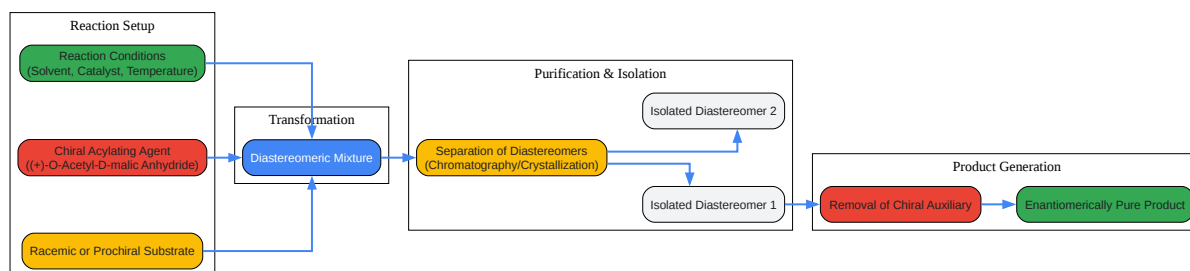 Reaction Setup
Reaction Conditions
(Solvent, Catalyst, Temperature)
Chiral Acylating Agent
((+)-O-Acetyl-D-malic Anhydride)
Racemic or Prochiral Substrate
Transformation
Diastereomeric Mixture
Purification & Isolation
Separation of Diastereomers
(Chromatography/Crystallization)
Isolated Diastereomer 2
Isolated Diastereomer 1
Product Generation
Removal of Chiral Auxiliary
Enantiomerically Pure Product